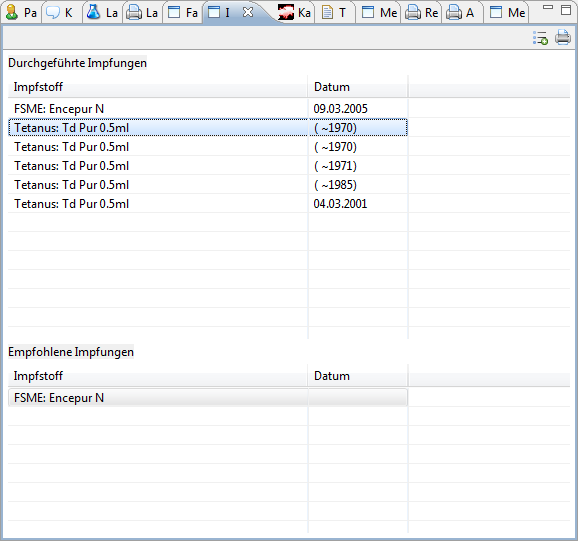 Pa K La La Fa I Ka T Me Re A Me
Durchgeführte Impfungen
Impfstoff Datum
FSME: Encepur N 09.03.2005
Tetanus: Td Pur 0.5ml ( ~1970)
Tetanus: Td Pur 0.5ml ( ~1970)
Tetanus: Td Pur 0.5ml ( ~1971)
Tetanus: Td Pur 0.5ml ( ~1985)
Tetanus: Td Pur 0.5ml 04.03.2001
Empfohlene Impfungen
Impfstoff Datum
FSME: Encepur N